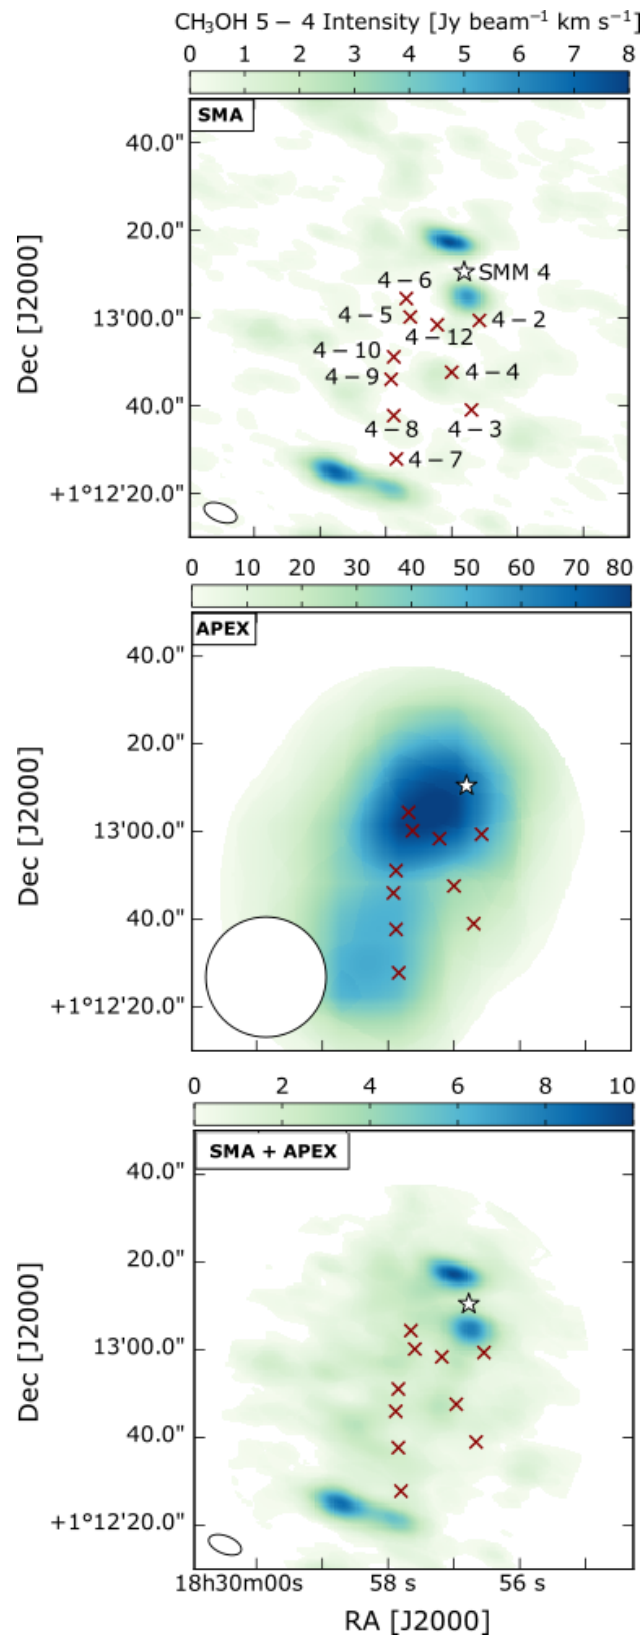 CH₃OH 5 − 4 Intensity [Jy beam⁻¹ km s⁻¹]
0 1 2 3 4 5 6 7 8
SMA
40.0"
20.0"
SMM 4
4 − 6
13'00.0"
4 − 5
4 − 2
4 − 12
4 − 10
4 − 9
4 − 4
40.0"
4 − 8
4 − 3
4 − 7
+1°12'20.0"
Dec [J2000]
0 10 20 30 40 50 60 70 80
APEX
40.0"
20.0"
13'00.0"
40.0"
+1°12'20.0"
Dec [J2000]
0 2 4 6 8 10
SMA + APEX
40.0"
20.0"
13'00.0"
40.0"
+1°12'20.0"
Dec [J2000]
18h30m00s 58 s 56 s
RA [J2000]